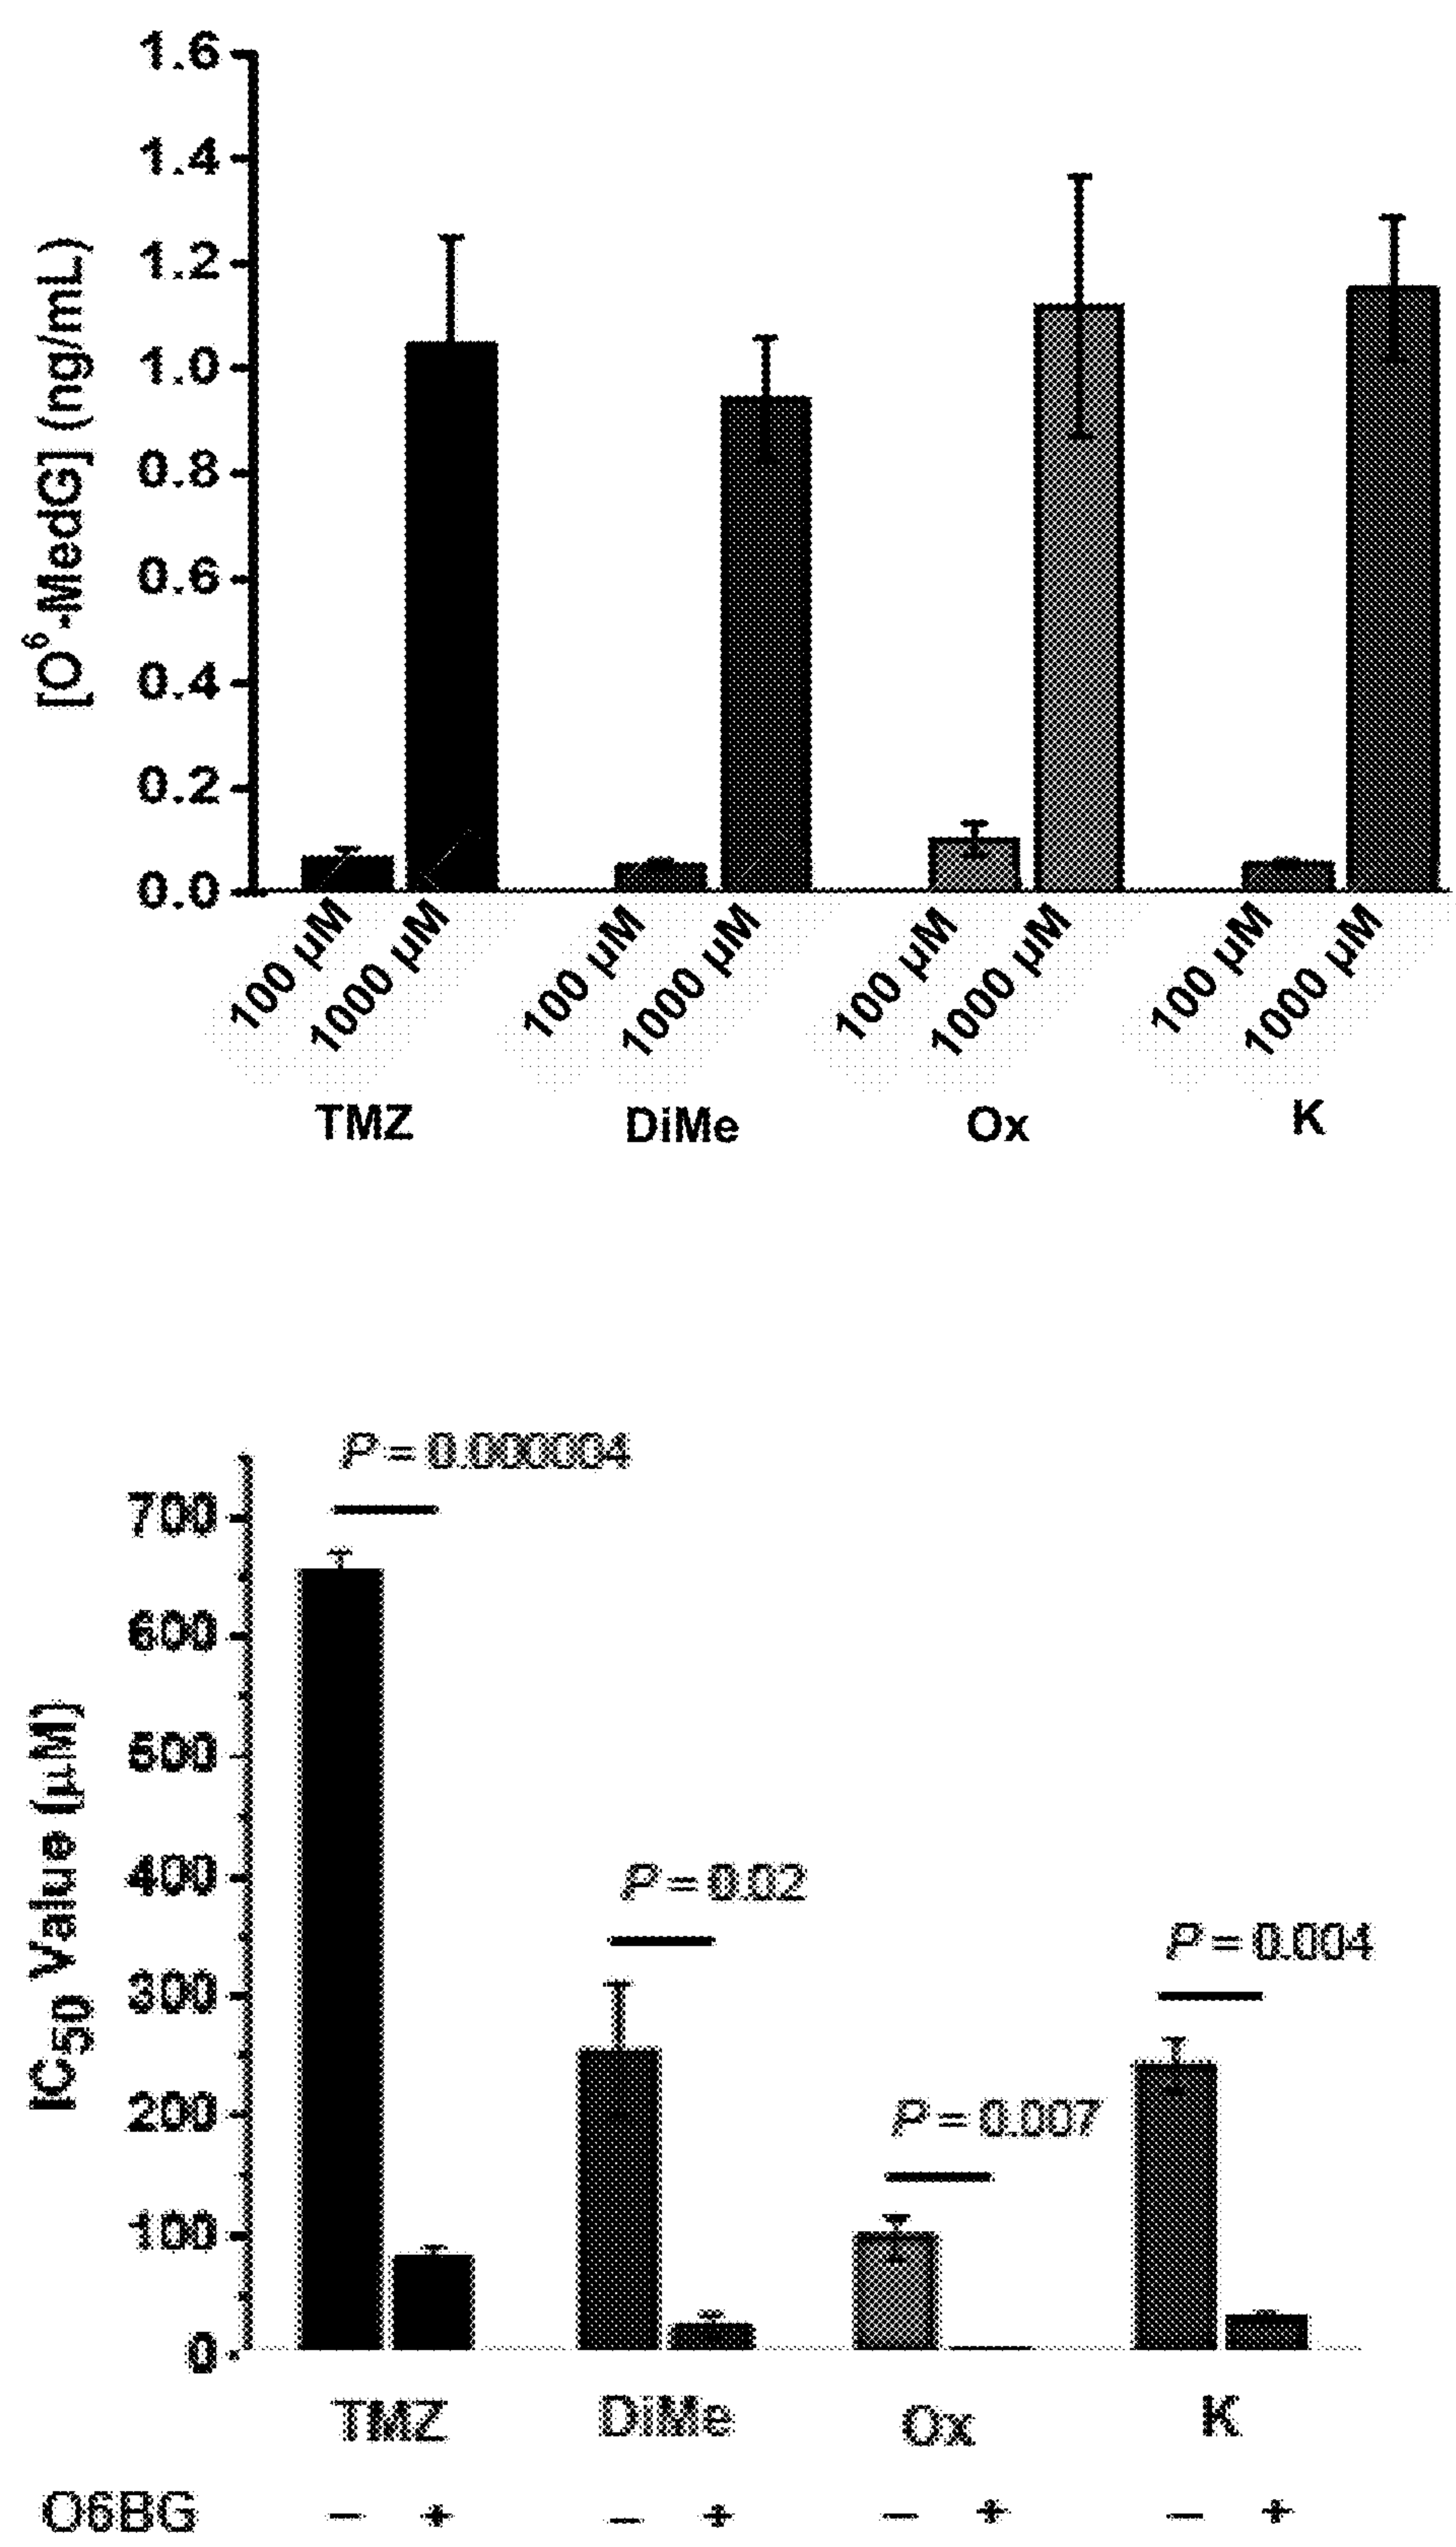 1.6
1.4
1.2
1.0
0.8
0.6
0.4
0.2
0.0
[O⁶-MedG] (ng/mL)
100 µM 1000 µM 100 µM 1000 µM 100 µM 1000 µM 100 µM 1000 µM
TMZ DiMe Ox K
P = 0.000004
700
600
500
400
300
200
100
0
IC50 Value (µM)
P = 0.02
P = 0.004
P = 0.007
TMZ DiMe Ox K
O6BG – + – + – + – +